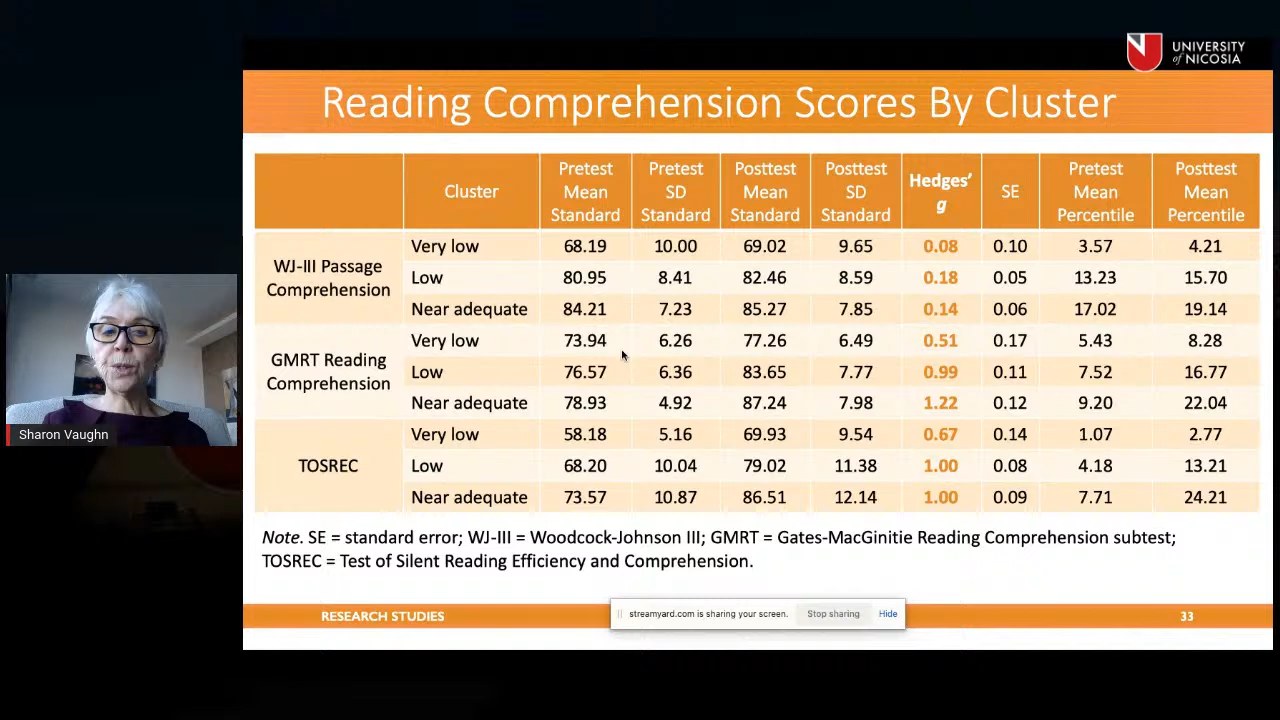 UNIVERSITY
of NICOSIA
Reading Comprehension Scores By Cluster
Cluster
Pretest
Mean
Standard
Pretest
SD
Standard
Posttest
Mean
Standard
Posttest
SD
Standard
Hedges’
g
SE
Pretest
Mean
Percentile
Posttest
Mean
Percentile
WJ-III Passage
Comprehension
Very low 68.19 10.00 69.02 9.65 0.08 0.10 3.57 4.21
Low 80.95 8.41 82.46 8.59 0.18 0.05 13.23 15.70
Near adequate 84.21 7.23 85.27 7.85 0.14 0.06 17.02 19.14
GMRT Reading
Comprehension
Very low 73.94 6.26 77.26 6.49 0.51 0.17 5.43 8.28
Low 76.57 6.36 83.65 7.77 0.99 0.11 7.52 16.77
Near adequate 78.93 4.92 87.24 7.98 1.22 0.12 9.20 22.04
TOSREC
Very low 58.18 5.16 69.93 9.54 0.67 0.14 1.07 2.77
Low 68.20 10.04 79.02 11.38 1.00 0.08 4.18 13.21
Near adequate 73.57 10.87 86.51 12.14 1.00 0.09 7.71 24.21
Note. SE = standard error; WJ-III = Woodcock-Johnson III; GMRT = Gates-MacGinitie Reading Comprehension subtest;
TOSREC = Test of Silent Reading Efficiency and Comprehension.
Sharon Vaughn
RESEARCH STUDIES
streamyard.com is sharing your screen. Stop sharing Hide
33